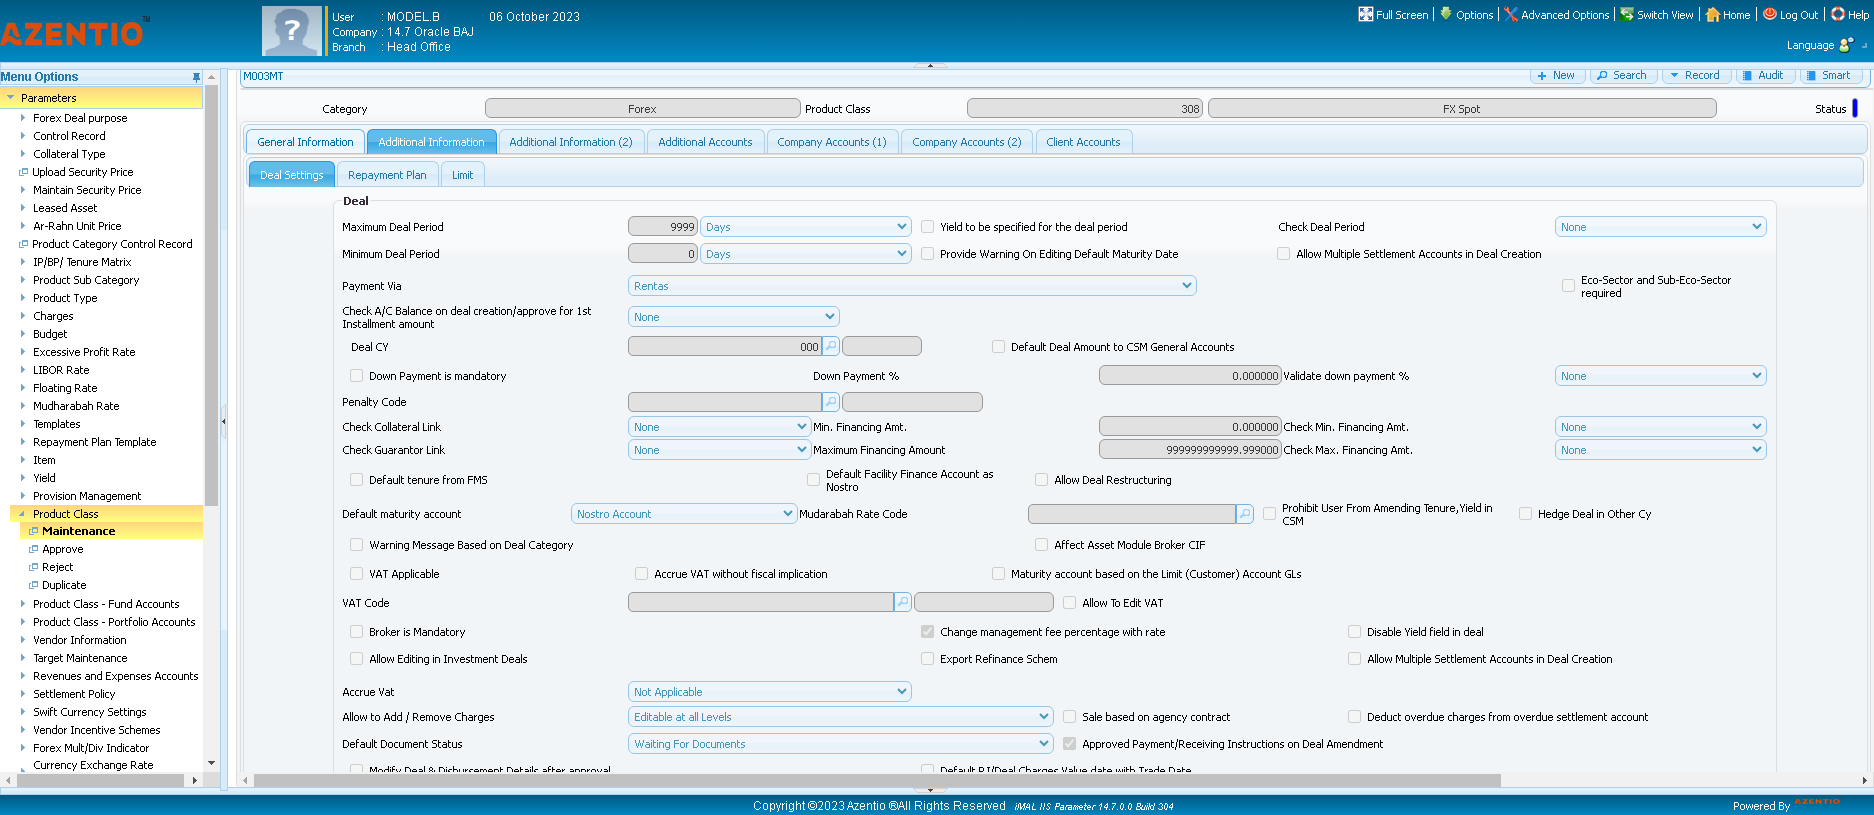 AZENTIO™
User : MODEL.B 06 October 2023
Company : 14.7 Oracle BAJ
Branch : Head Office
Full Screen Options Advanced Options Switch View Home Log Out Help
Language
Menu Options
Parameters
Forex Deal purpose
Control Record
Collateral Type
Upload Security Price
Maintain Security Price
Leased Asset
Ar-Rahn Unit Price
Product Category Control Record
IP/BP/ Tenure Matrix
Product Sub Category
Product Type
Charges
Budget
Excessive Profit Rate
LIBOR Rate
Floating Rate
Mudharabah Rate
Templates
Repayment Plan Template
Item
Yield
Provision Management
Product Class
Maintenance
Approve
Reject
Duplicate
Product Class - Fund Accounts
Product Class - Portfolio Accounts
Vendor Information
Target Maintenance
Revenues and Expenses Accounts
Settlement Policy
Swift Currency Settings
Vendor Incentive Schemes
Forex Mult/Div Indicator
Currency Exchange Rate
M003MT
New Search Record Audit Smart
Category Forex Product Class 308 FX Spot Status
General Information Additional Information Additional Information (2) Additional Accounts Company Accounts (1) Company Accounts (2) Client Accounts
Deal Settings Repayment Plan Limit
Deal
Maximum Deal Period 9999 Days Yield to be specified for the deal period Check Deal Period None
Minimum Deal Period 0 Days Provide Warning On Editing Default Maturity Date Allow Multiple Settlement Accounts in Deal Creation
Payment Via Rentas Eco-Sector and Sub-Eco-Sector
required
Check A/C Balance on deal creation/approve for 1st
Installment amount None
Deal CY 000 Default Deal Amount to CSM General Accounts
Down Payment is mandatory Down Payment % 0.000000 Validate down payment % None
Penalty Code
Check Collateral Link None Min. Financing Amt. 0.000000 Check Min. Financing Amt. None
Check Guarantor Link None Maximum Financing Amount 999999999999.999000 Check Max. Financing Amt. None
Default tenure from FMS Default Facility Finance Account as
Nostro Allow Deal Restructuring
Default maturity account Nostro Account Mudarabah Rate Code Prohibit User From Amending Tenure,Yield in
CSM Hedge Deal in Other Cy
Warning Message Based on Deal Category Affect Asset Module Broker CIF
VAT Applicable Accrue VAT without fiscal implication Maturity account based on the Limit (Customer) Account GLs
VAT Code Allow To Edit VAT
Broker is Mandatory Change management fee percentage with rate Disable Yield field in deal
Allow Editing in Investment Deals Export Refinance Schem Allow Multiple Settlement Accounts in Deal Creation
Accrue Vat Not Applicable
Allow to Add / Remove Charges Editable at all Levels Sale based on agency contract Deduct overdue charges from overdue settlement account
Default Document Status Waiting For Documents Approved Payment/Receiving Instructions on Deal Amendment
Modify Deal & Disbursement Details after approval Default P.I/Deal Charges Value date with Trade Date
Copyright ©2023 Azentio ®All Rights Reserved iMAL IIS Parameter 14.7.0.0 Build 304
Powered By AZENTIO